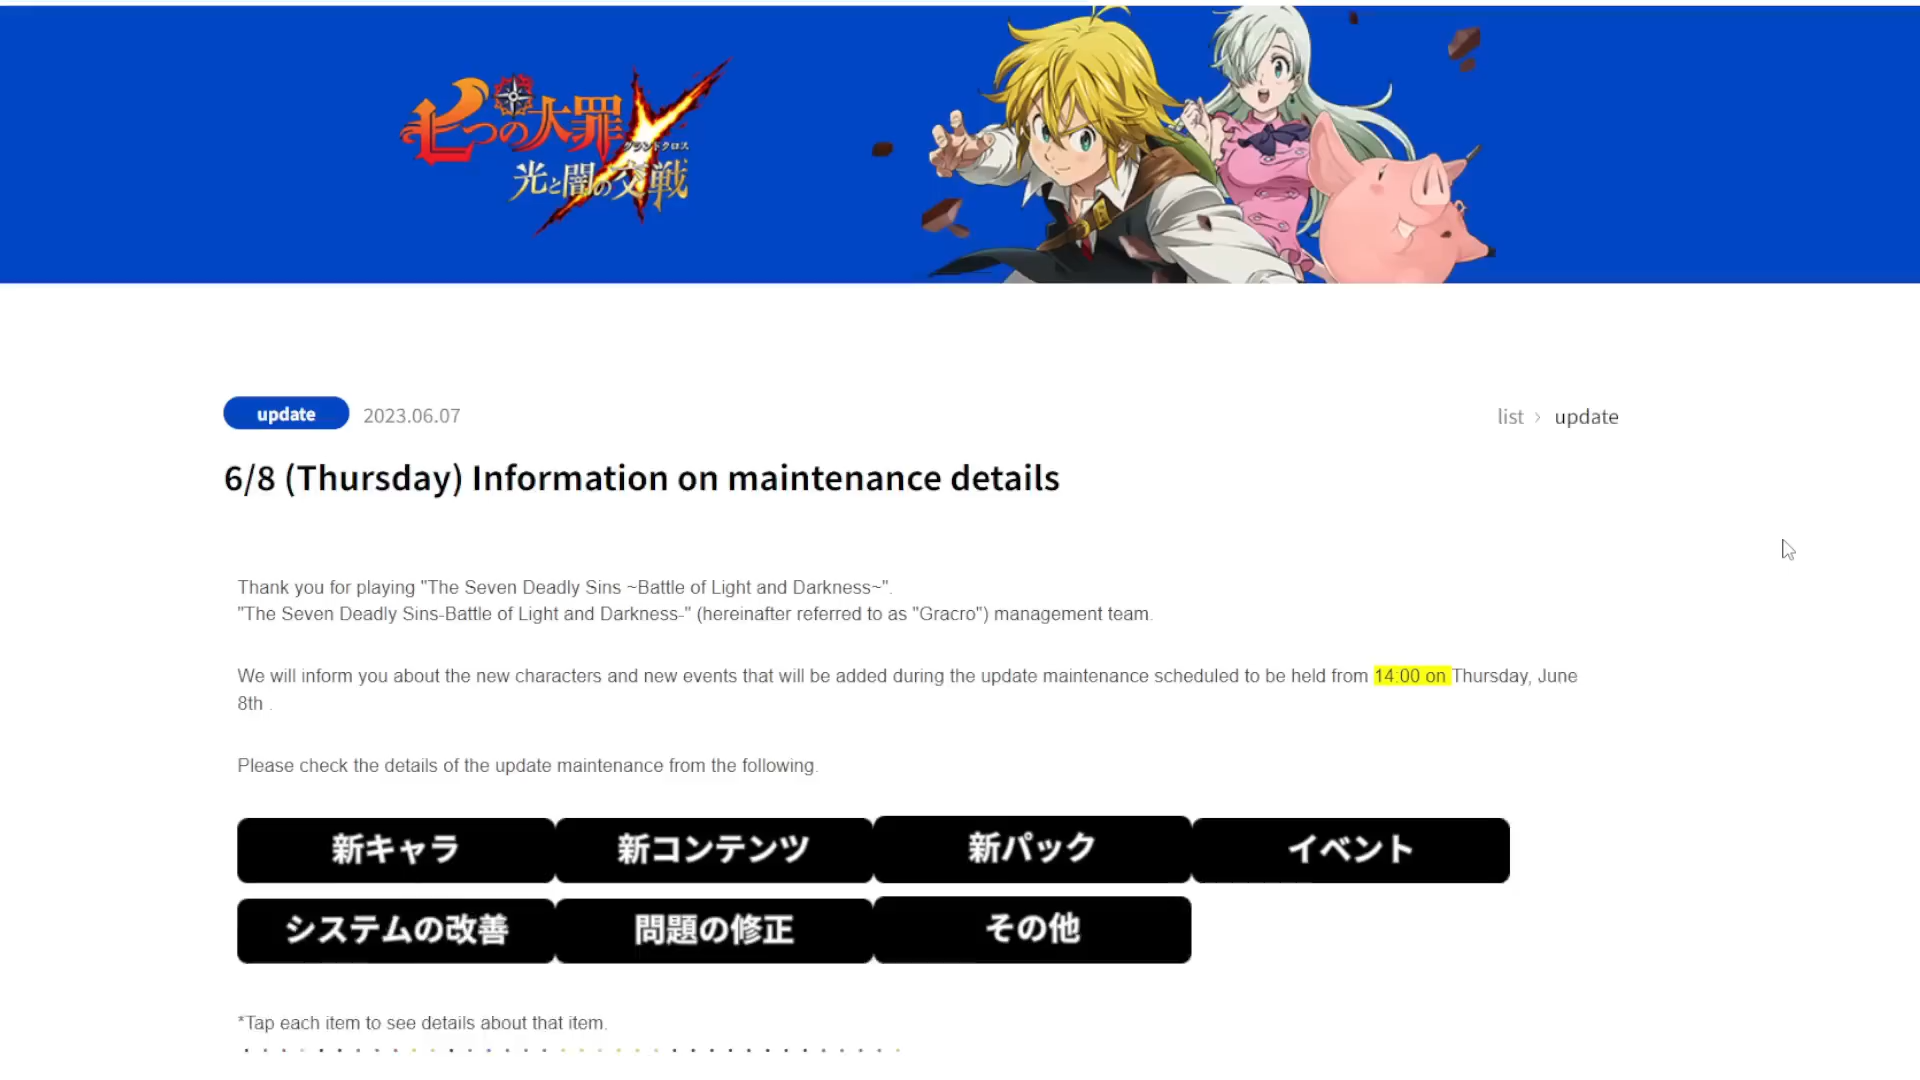 七つの大罪
グランドクロス
光と闇の交戦
update 2023.06.07
list › update
6/8 (Thursday) Information on maintenance details
Thank you for playing "The Seven Deadly Sins ~Battle of Light and Darkness~".
"The Seven Deadly Sins-Battle of Light and Darkness-" (hereinafter referred to as "Gracro") management team.
We will inform you about the new characters and new events that will be added during the update maintenance scheduled to be held from 14:00 on Thursday, June
8th .
Please check the details of the update maintenance from the following.
新キャラ 新コンテンツ 新パック イベント
システムの改善 問題の修正 その他
*Tap each item to see details about that item.